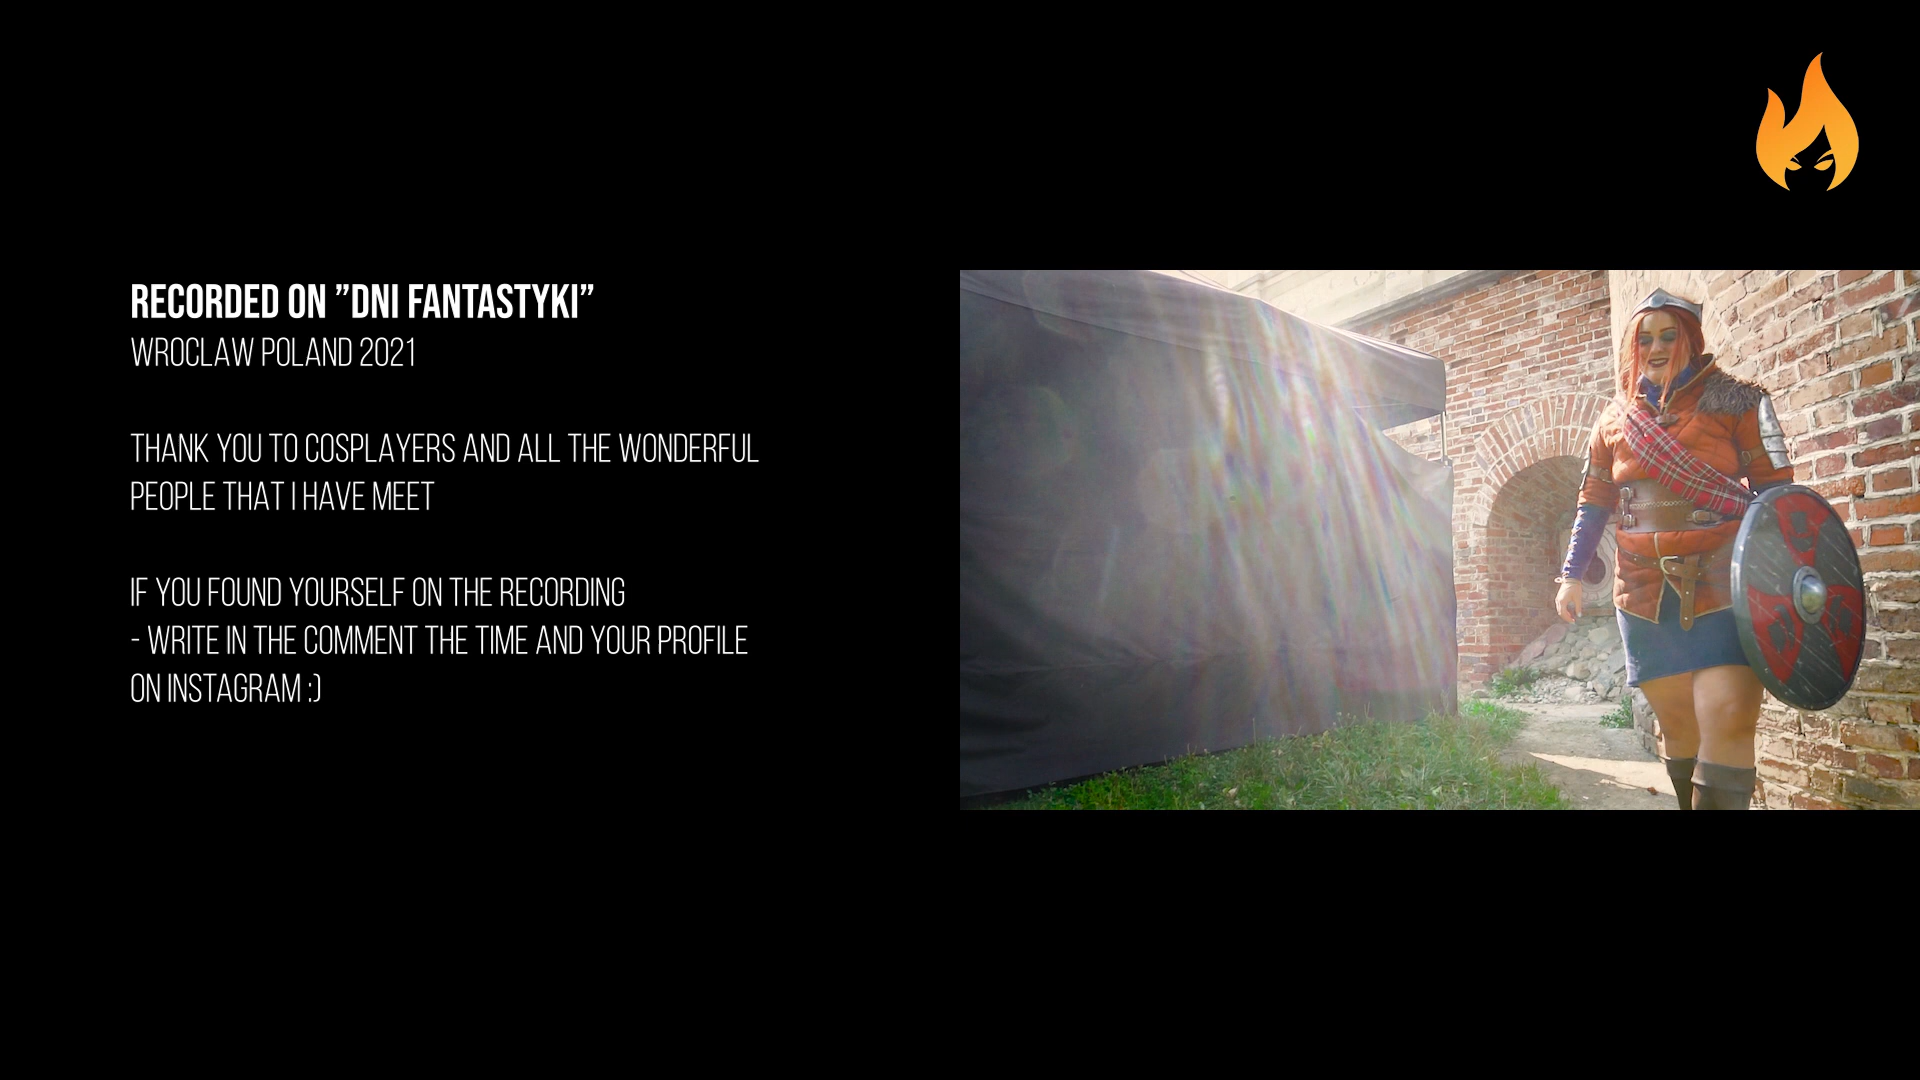 RECORDED ON ”DNI FANTASTYKI”
WROCLAW POLAND 2021
THANK YOU TO COSPLAYERS AND ALL THE WONDERFUL
PEOPLE THAT I HAVE MEET
IF YOU FOUND YOURSELF ON THE RECORDING
- WRITE IN THE COMMENT THE TIME AND YOUR PROFILE
ON INSTAGRAM :)